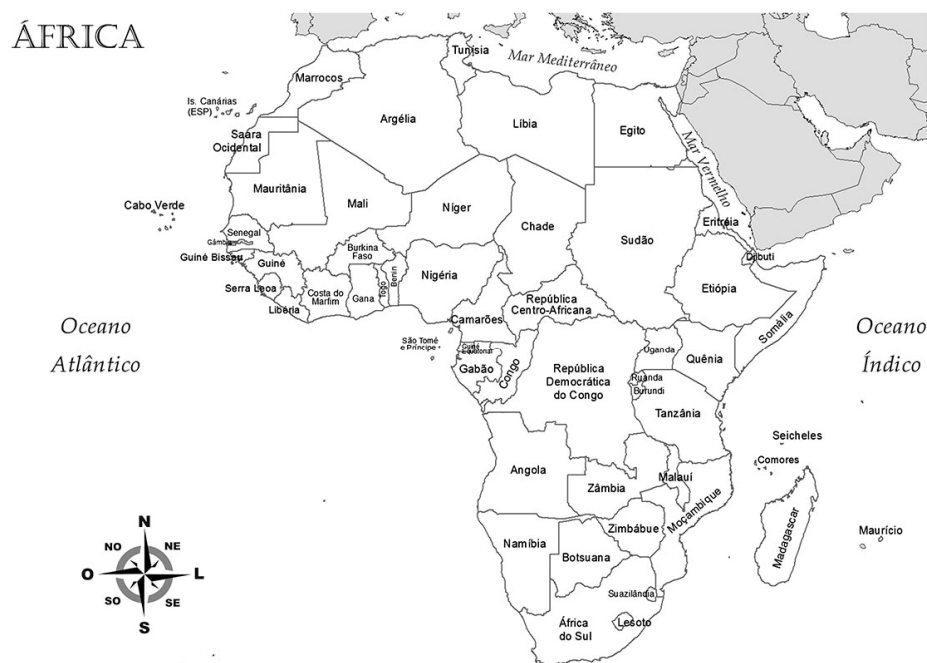 ÁFRICA
Tunísia
Mar Mediterrâneo
Marrocos
Is. Canárias
(ESP)
Argélia
Líbia
Egito
Saara
Ocidental
Mar Vermelho
Mauritânia
Mali
Níger
Cabo Verde
Chade
Sudão
Eritréia
Senegal
Gâmbia
Guiné Bissau
Guiné
Burkina
Faso
Djibuti
Nigéria
Benin
Togo
Etiópia
Serra Leoa
Costa do
Marfim
Gana
Libéria
República
Centro-Africana
Camarões
Somália
Oceano
Atlântico
Oceano
Índico
São Tomé
e Príncipe
Guiné
Equatorial
Gabão
Congo
República
Democrática
do Congo
Uganda
Quênia
Ruanda
Burundi
Tanzânia
Seicheles
Comores
Angola
Zâmbia
Malauí
Moçambique
Madagascar
Maurício
Zimbábue
Namíbia
Botsuana
Suazilândia
África
do Sul
Lesoto
N
NO
NE
O
L
SO
SE
S